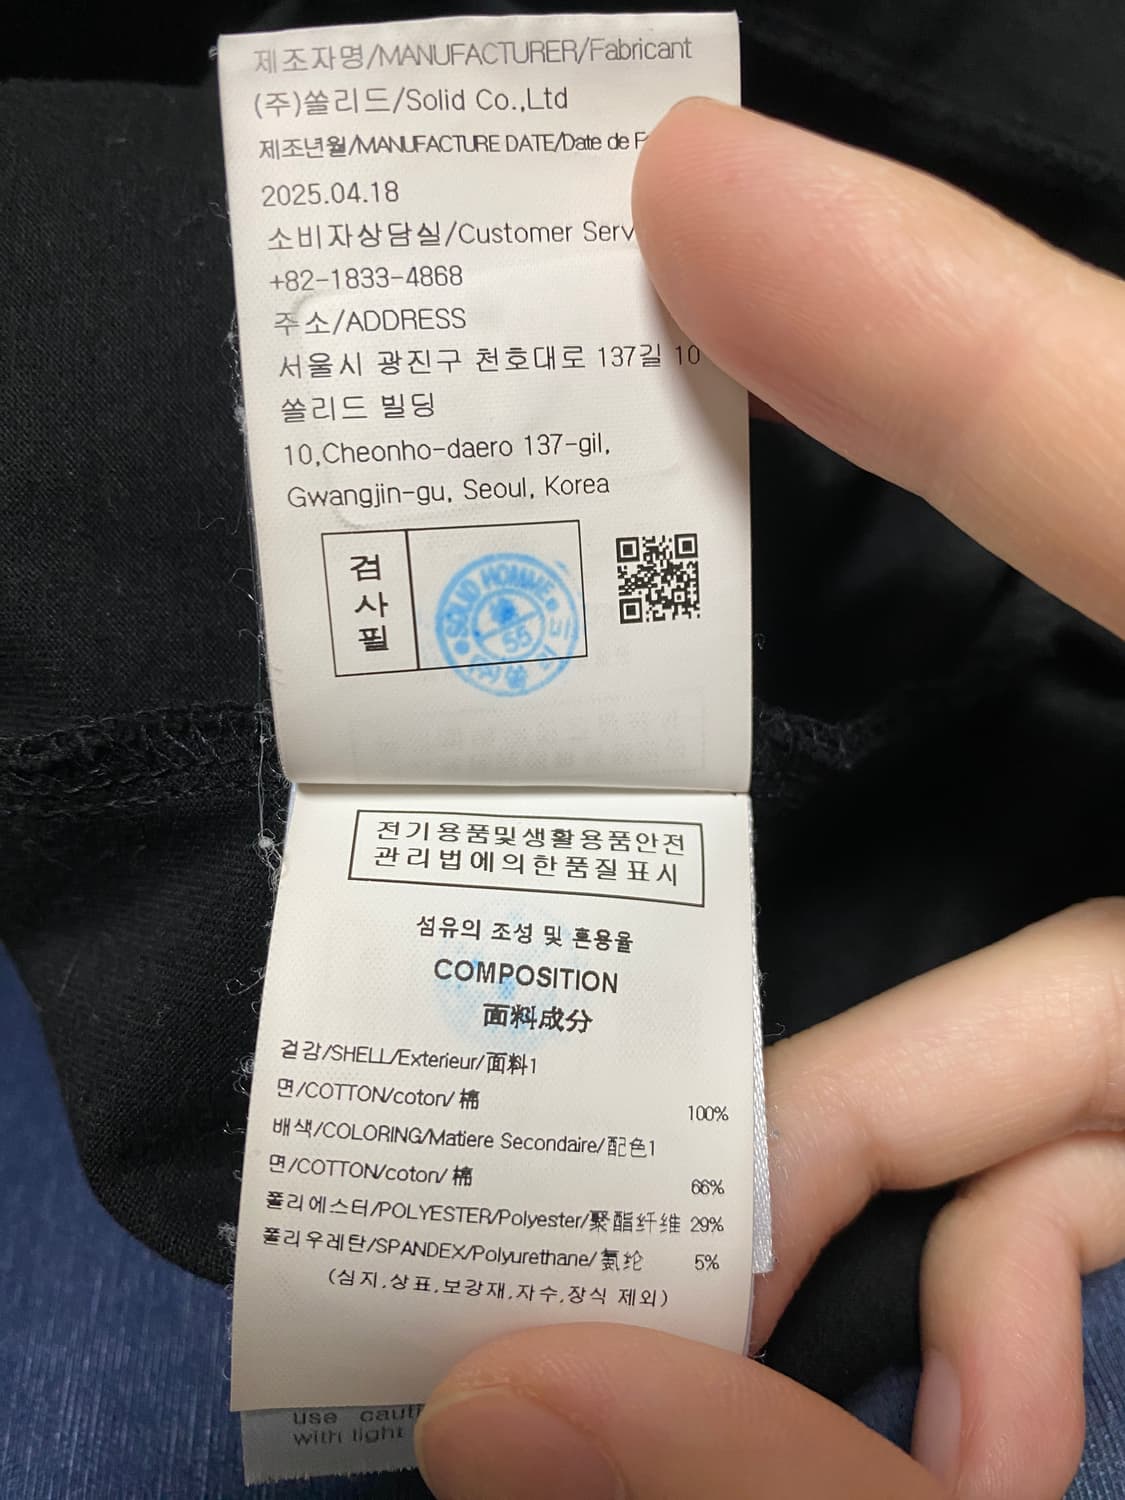 제조자명/MANUFACTURER/Fabricant
(주)쏠리드/Solid Co.,Ltd
제조년월/MANUFACTURE DATE/Date de
2025.04.18
소비자상담실/Customer Serv
+82-1833-4868
주소/ADDRESS
서울시 광진구 천호대로 137길 10
쏠리드 빌딩
10,Cheonho-daero 137-gil,
Gwangjin-gu, Seoul, Korea
검사필
SOLID HOMME
55
전기용품및생활용품안전
관리법에의한품질표시
섬유의 조성 및 혼용율
COMPOSITION
面料成分
겉감/SHELL/Exterieur/面料1
면/COTTON/coton/棉 100%
배색/COLORING/Matiere Secondaire/配色1
면/COTTON/coton/棉 66%
폴리에스터/POLYESTER/Polyester/聚酯纤维 29%
폴리우레탄/SPANDEX/Polyurethane/氨纶 5%
(심지,상표,보강재,자수,장식 제외)
use
with light